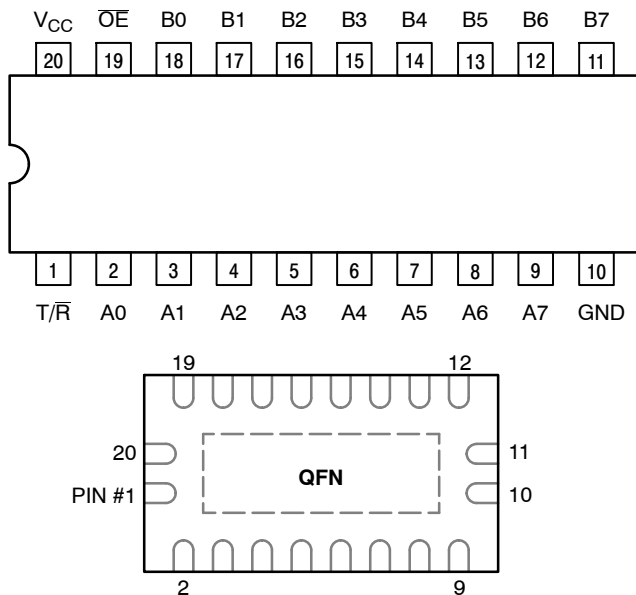 V_CC O̅E̅ B0 B1 B2 B3 B4 B5 B6 B7
20 19 18 17 16 15 14 13 12 11
1 2 3 4 5 6 7 8 9 10
T/R̅ A0 A1 A2 A3 A4 A5 A6 A7 GND
19 12
20 11
QFN
PIN #1 10
2 9